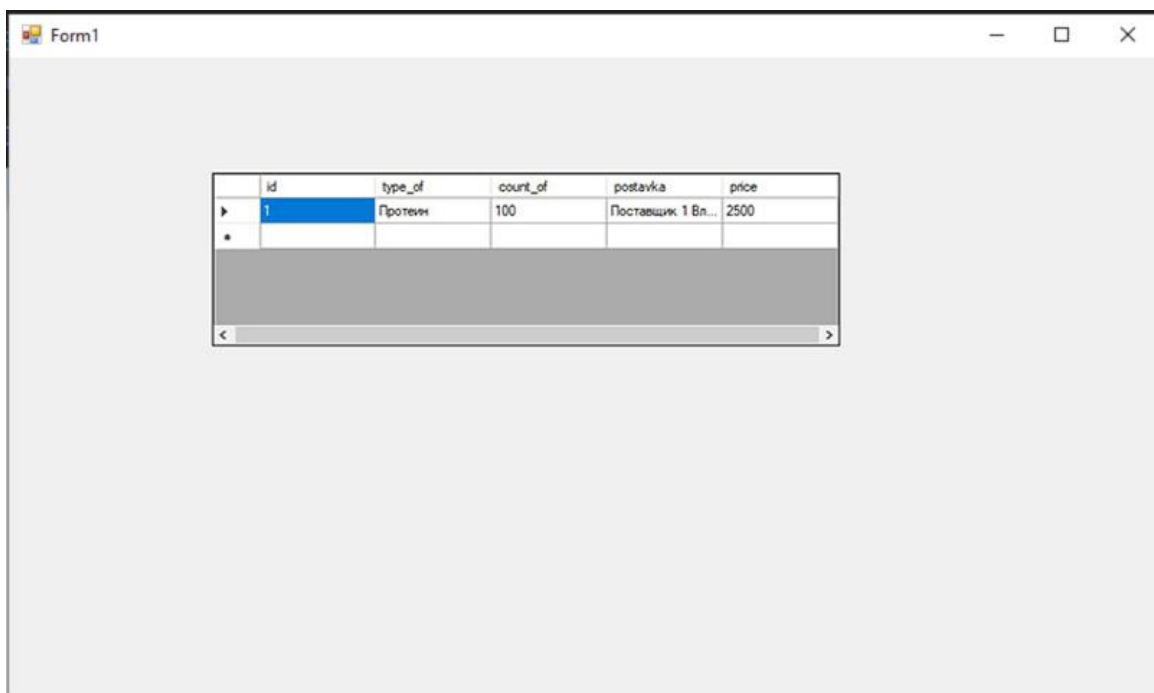 Form1
id type_of count_of postavka price
1 Протеин 100 Поставщик 1 Вл... 2500